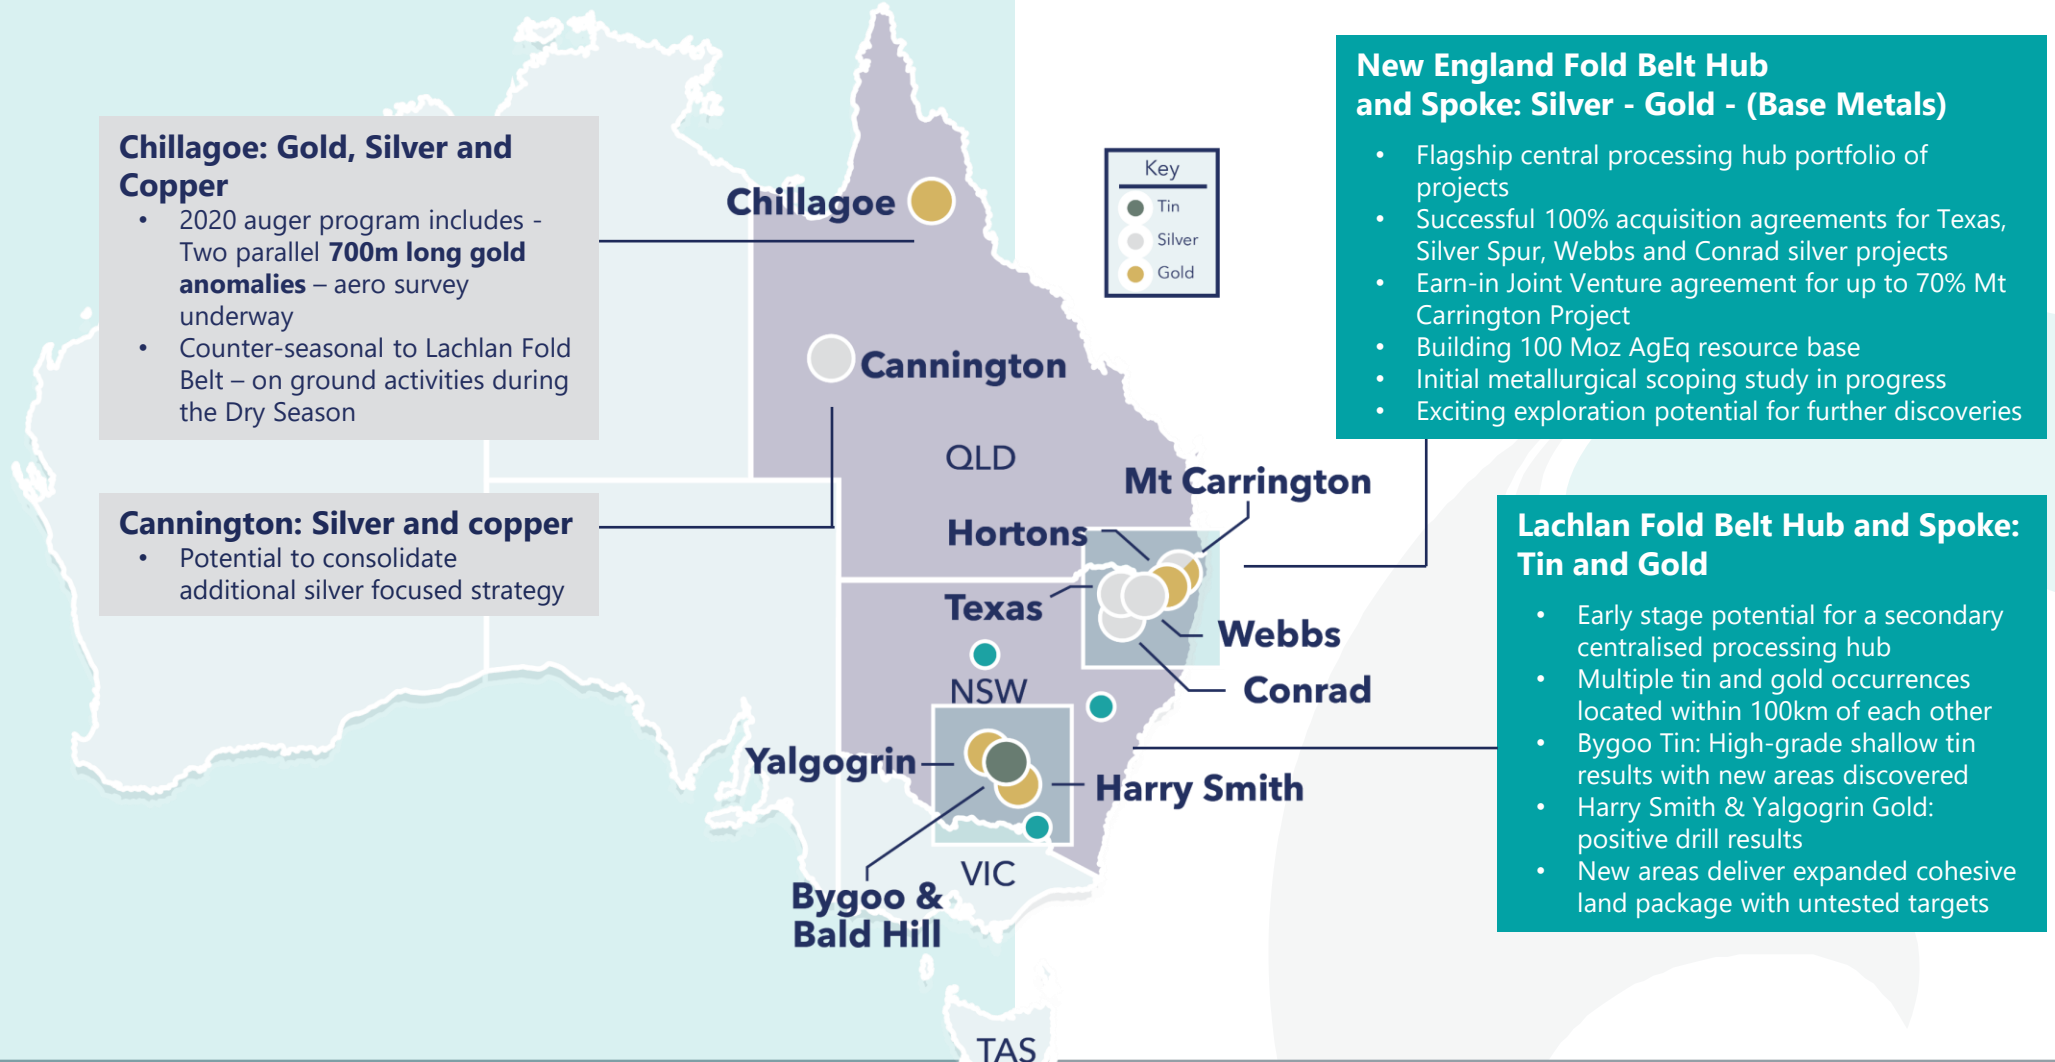 Chillagoe: Gold, Silver and
Copper
• 2020 auger program includes -
Two parallel 700m long gold
anomalies – aero survey
underway
• Counter-seasonal to Lachlan Fold
Belt – on ground activities during
the Dry Season
Cannington: Silver and copper
• Potential to consolidate
additional silver focused strategy
Chillagoe
Cannington
QLD
Mt Carrington
Hortons
Texas
Webbs
Conrad
NSW
Yalgogrin
Harry Smith
VIC
Bygoo &
Bald Hill
TAS
Key
Tin
Silver
Gold
New England Fold Belt Hub
and Spoke: Silver - Gold - (Base Metals)
• Flagship central processing hub portfolio of
projects
• Successful 100% acquisition agreements for Texas,
Silver Spur, Webbs and Conrad silver projects
• Earn-in Joint Venture agreement for up to 70% Mt
Carrington Project
• Building 100 Moz AgEq resource base
• Initial metallurgical scoping study in progress
• Exciting exploration potential for further discoveries
Lachlan Fold Belt Hub and Spoke:
Tin and Gold
• Early stage potential for a secondary
centralised processing hub
• Multiple tin and gold occurrences
located within 100km of each other
• Bygoo Tin: High-grade shallow tin
results with new areas discovered
• Harry Smith & Yalgogrin Gold:
positive drill results
• New areas deliver expanded cohesive
land package with untested targets